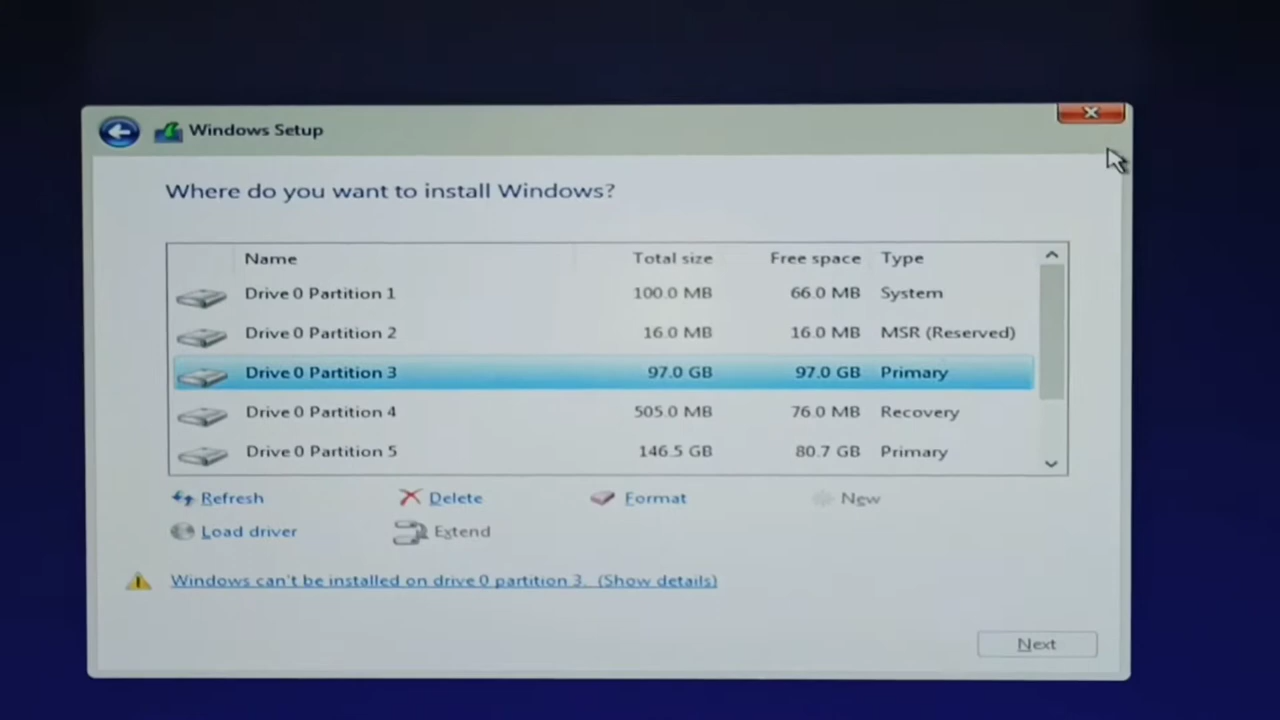 Windows Setup
Where do you want to install Windows?
Name Total size Free space Type
Drive 0 Partition 1 100.0 MB 66.0 MB System
Drive 0 Partition 2 16.0 MB 16.0 MB MSR (Reserved)
Drive 0 Partition 3 97.0 GB 97.0 GB Primary
Drive 0 Partition 4 505.0 MB 76.0 MB Recovery
Drive 0 Partition 5 146.5 GB 80.7 GB Primary
Refresh Delete Format New
Load driver Extend
Windows can't be installed on drive 0 partition 3. (Show details)
Next